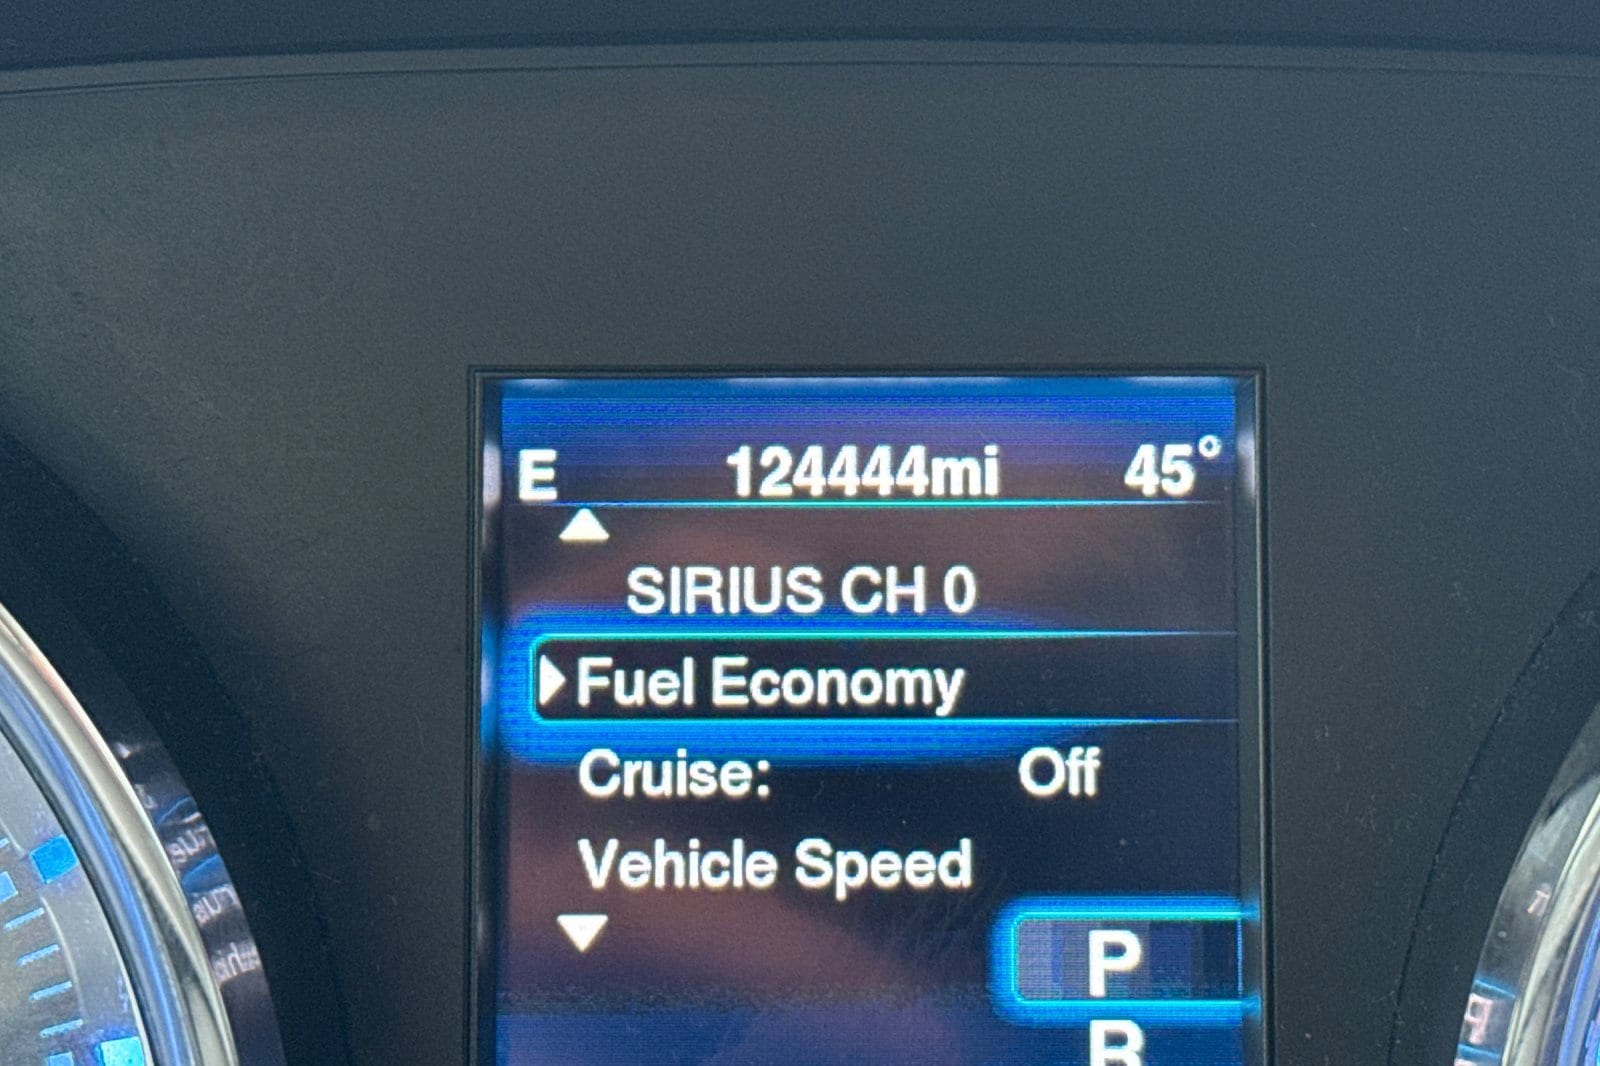 E 124444mi 45°
SIRIUS CH 0
Fuel Economy
Cruise: Off
Vehicle Speed
P
R